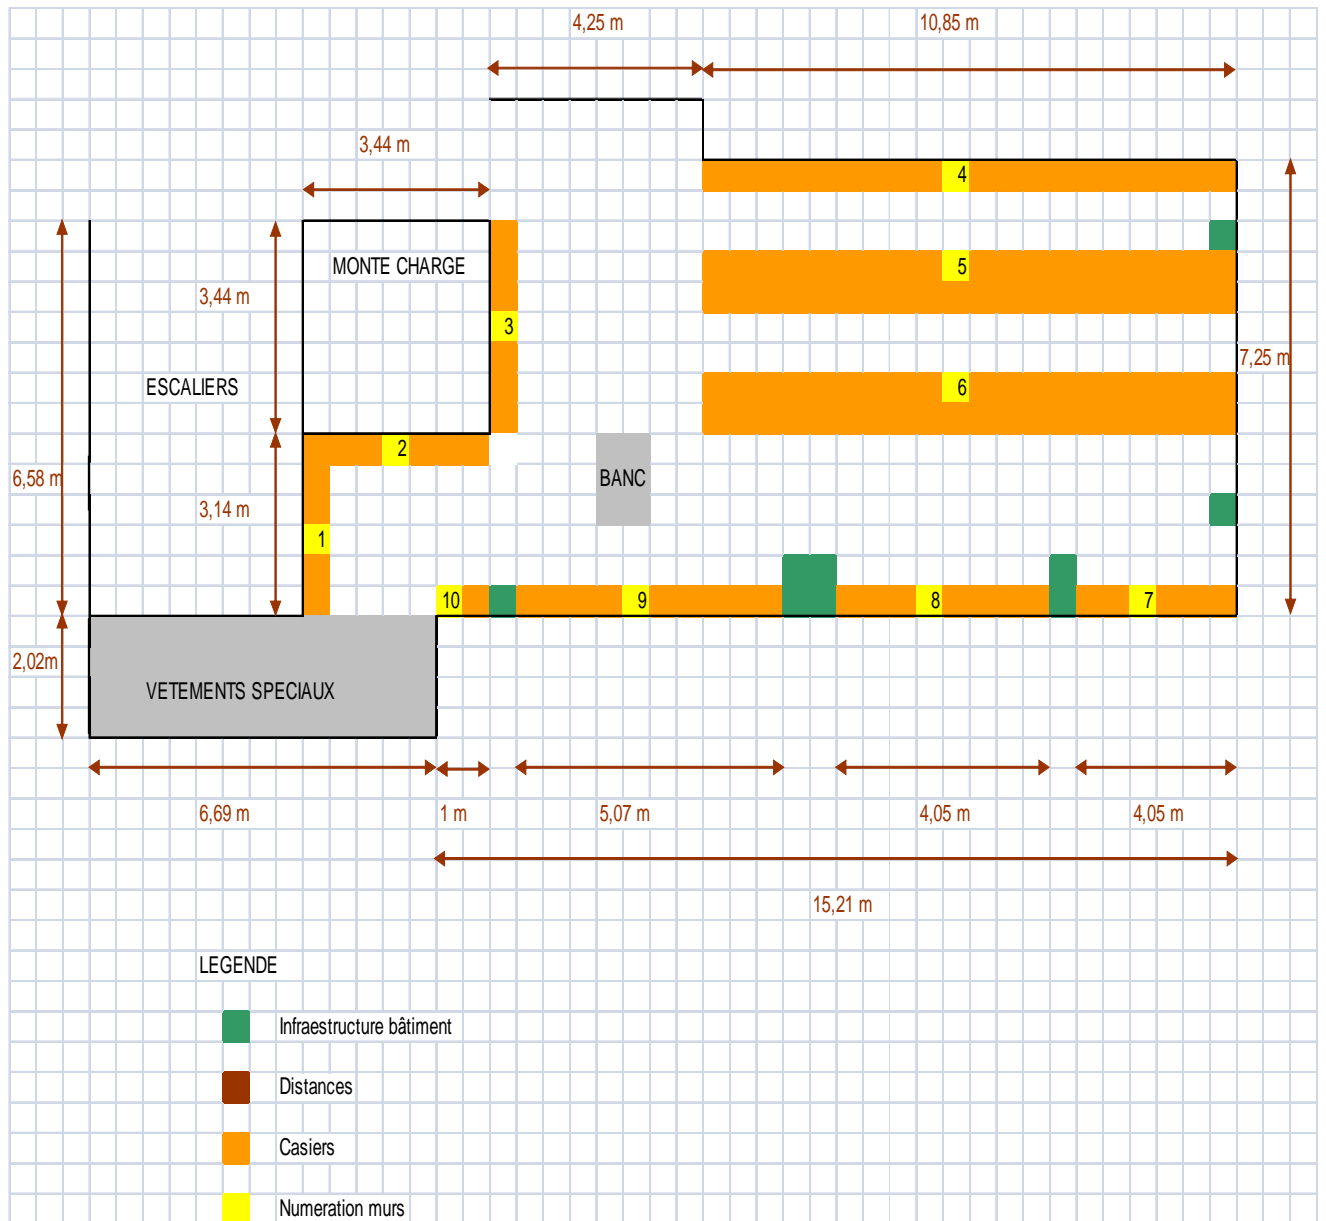 4,25 m
10,85 m
3,44 m
4
MONTE CHARGE
5
3,44 m
3
7,25 m
ESCALIERS
6
2
6,58 m
BANC
3,14 m
1
10
9
8
7
2,02m
VETEMENTS SPECIAUX
6,69 m
1 m
5,07 m
4,05 m
4,05 m
15,21 m
LEGENDE
Infraestructure bâtiment
Distances
Casiers
Numeration murs